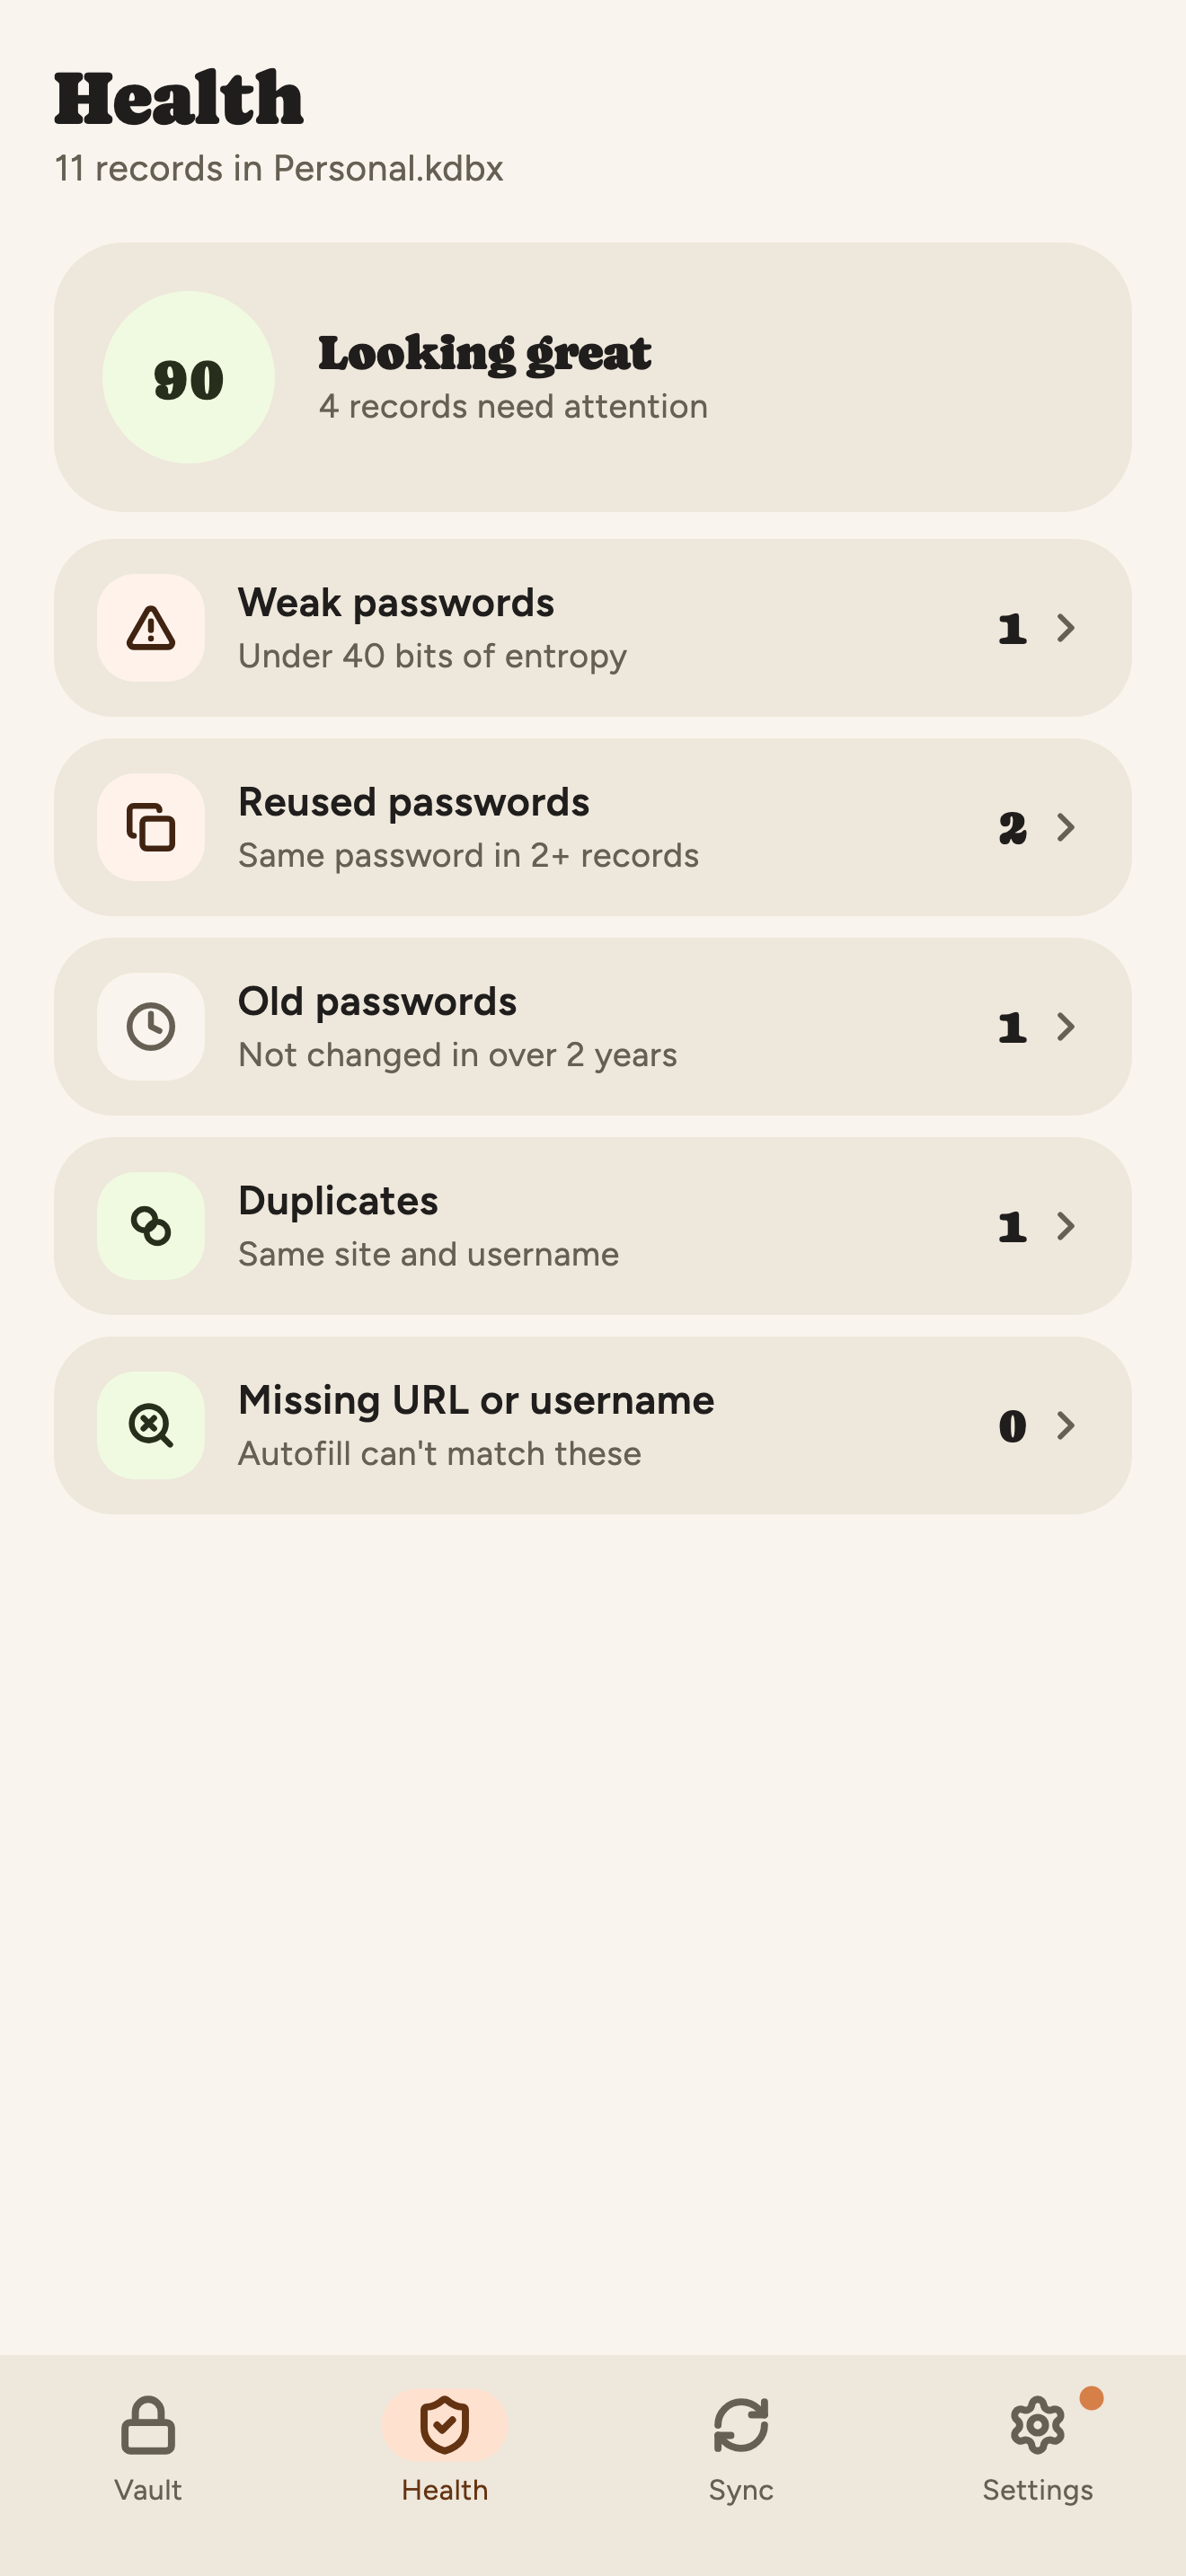 Health
11 records in Personal.kdbx
90
Looking great
4 records need attention
Weak passwords
Under 40 bits of entropy
1
Reused passwords
Same password in 2+ records
2
Old passwords
Not changed in over 2 years
1
Duplicates
Same site and username
1
Missing URL or username
Autofill can't match these
0
Vault
Health
Sync
Settings